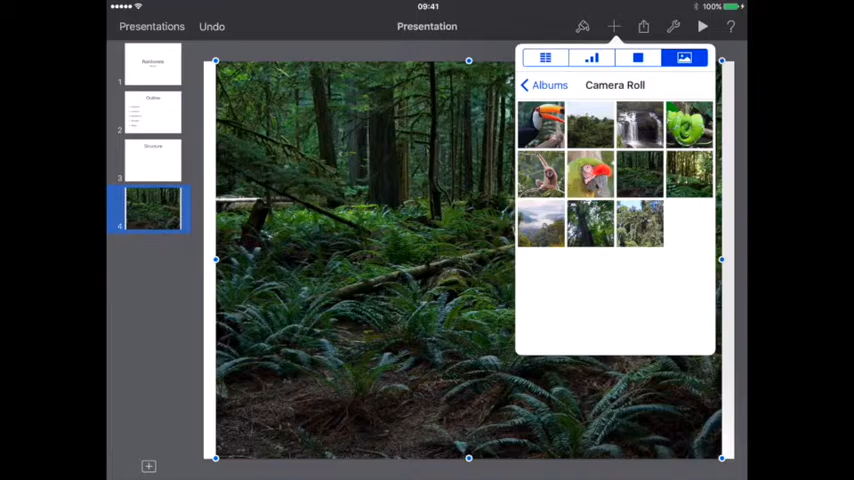 09:41
100%
Presentations
Undo
Presentation
?
Albums
Camera Roll
1
Rainforests
2
Outline
3
Structure
4